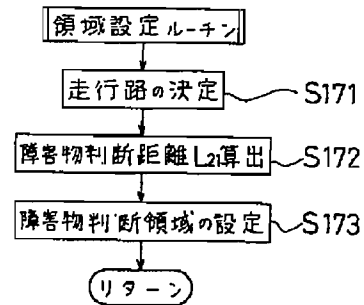 領域設定ルーチン
走行路の決定 S171
障害物判断距離L21算出 S172
障害物判断領域の設定 S173
リターン